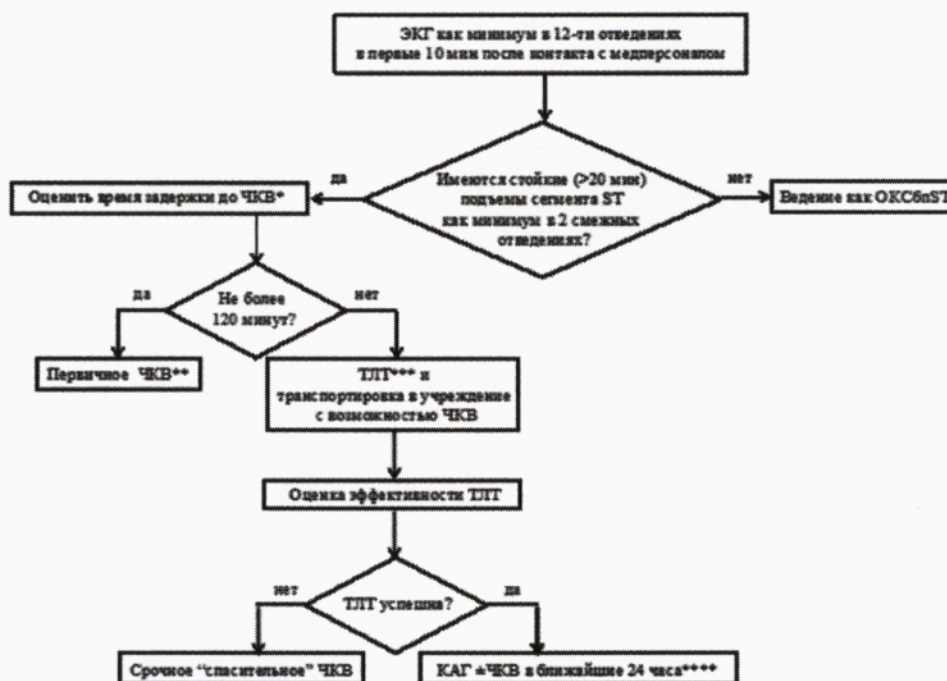 ЭКГ как минимум в 12-ти отведениях
в первые 10 мин после контакта с медперсоналом
Имеются стойкие (>20 мин)
подъемы сегмента ST
как минимум в 2 смежных
отведениях?
да
нет
Оценить время задержки до ЧКВ*
Ведение как ОКСбпST
Не более
120 минут?
да
нет
Первичное ЧКВ**
ТЛТ*** и
транспортировка в учреждение
с возможностью ЧКВ
Оценка эффективности ТЛТ
ТЛТ успешна?
нет
да
Срочное "спасительное" ЧКВ
КАГ ±ЧКВ в ближайшие 24 часа****